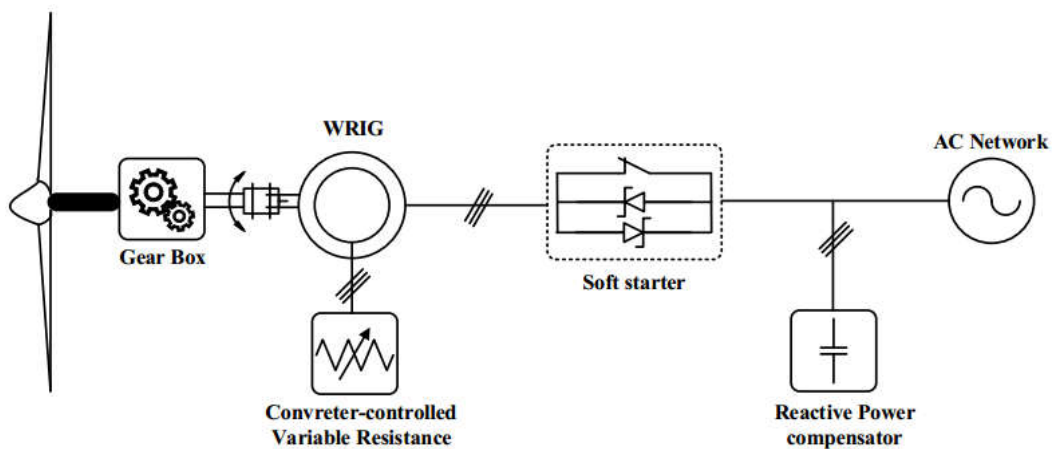 WRIG
AC Network
Gear Box
Soft starter
Convreter-controlled
Variable Resistance
Reactive Power
compensator